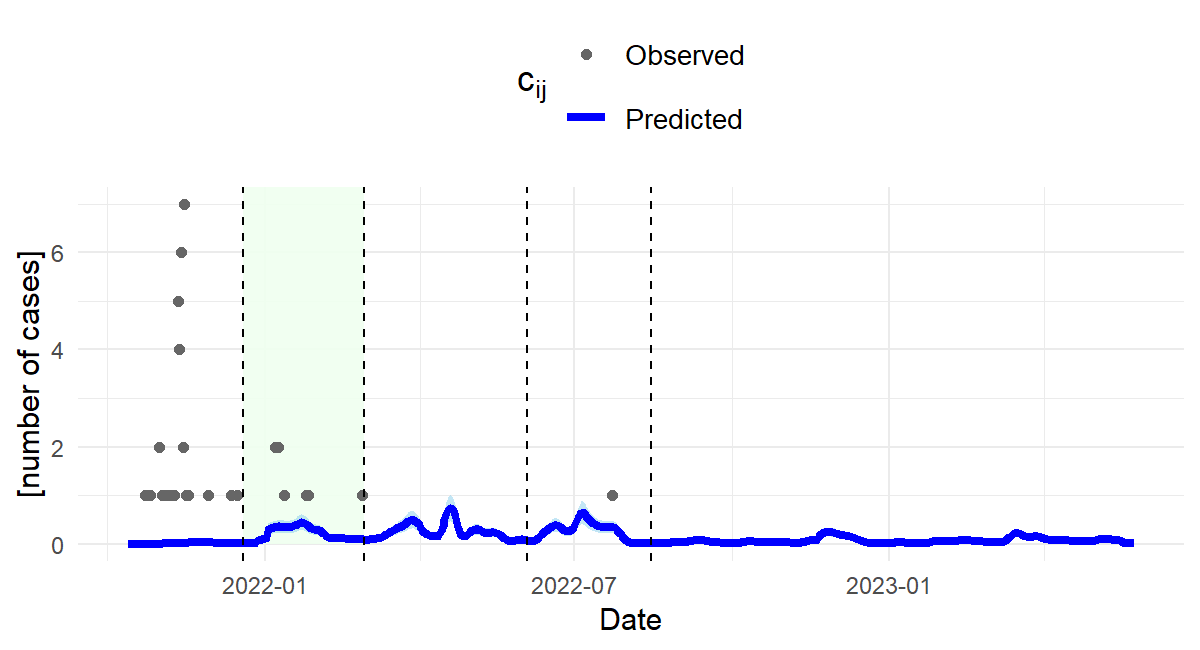 Observed
c_ij
Predicted
[number of cases]
6
4
2
0
2022-01 2022-07 2023-01
Date